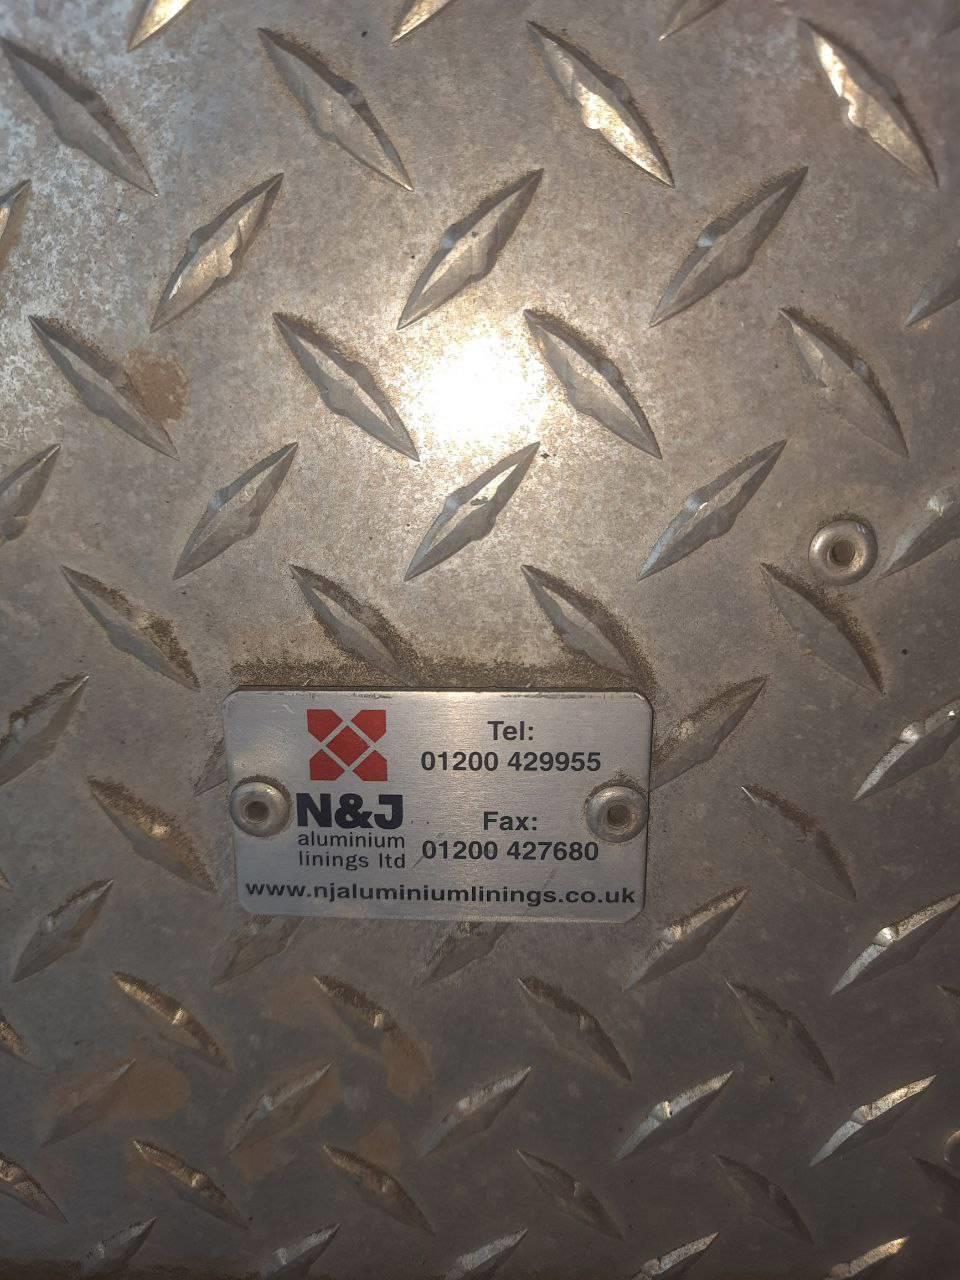 N&J
aluminium
linings ltd
Tel:
01200 429955
Fax:
01200 427680
www.njaluminiumlinings.co.uk